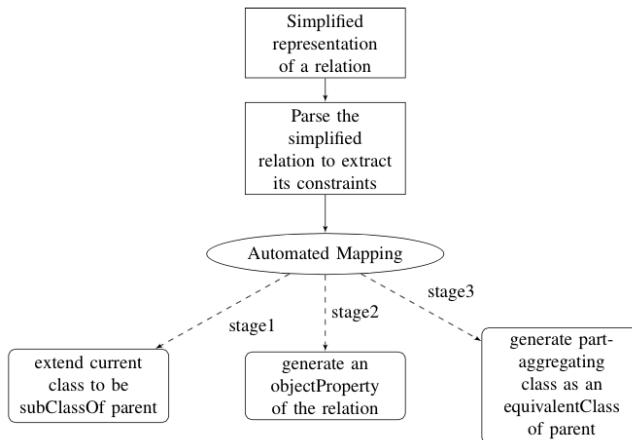 Simplified
representation
of a relation
Parse the
simplified
relation to extract
its constraints
Automated Mapping
stage1
stage2
stage3
extend current
class to be
subClassOf parent
generate an
objectProperty
of the relation
generate part-
aggregating
class as an
equivalentClass
of parent